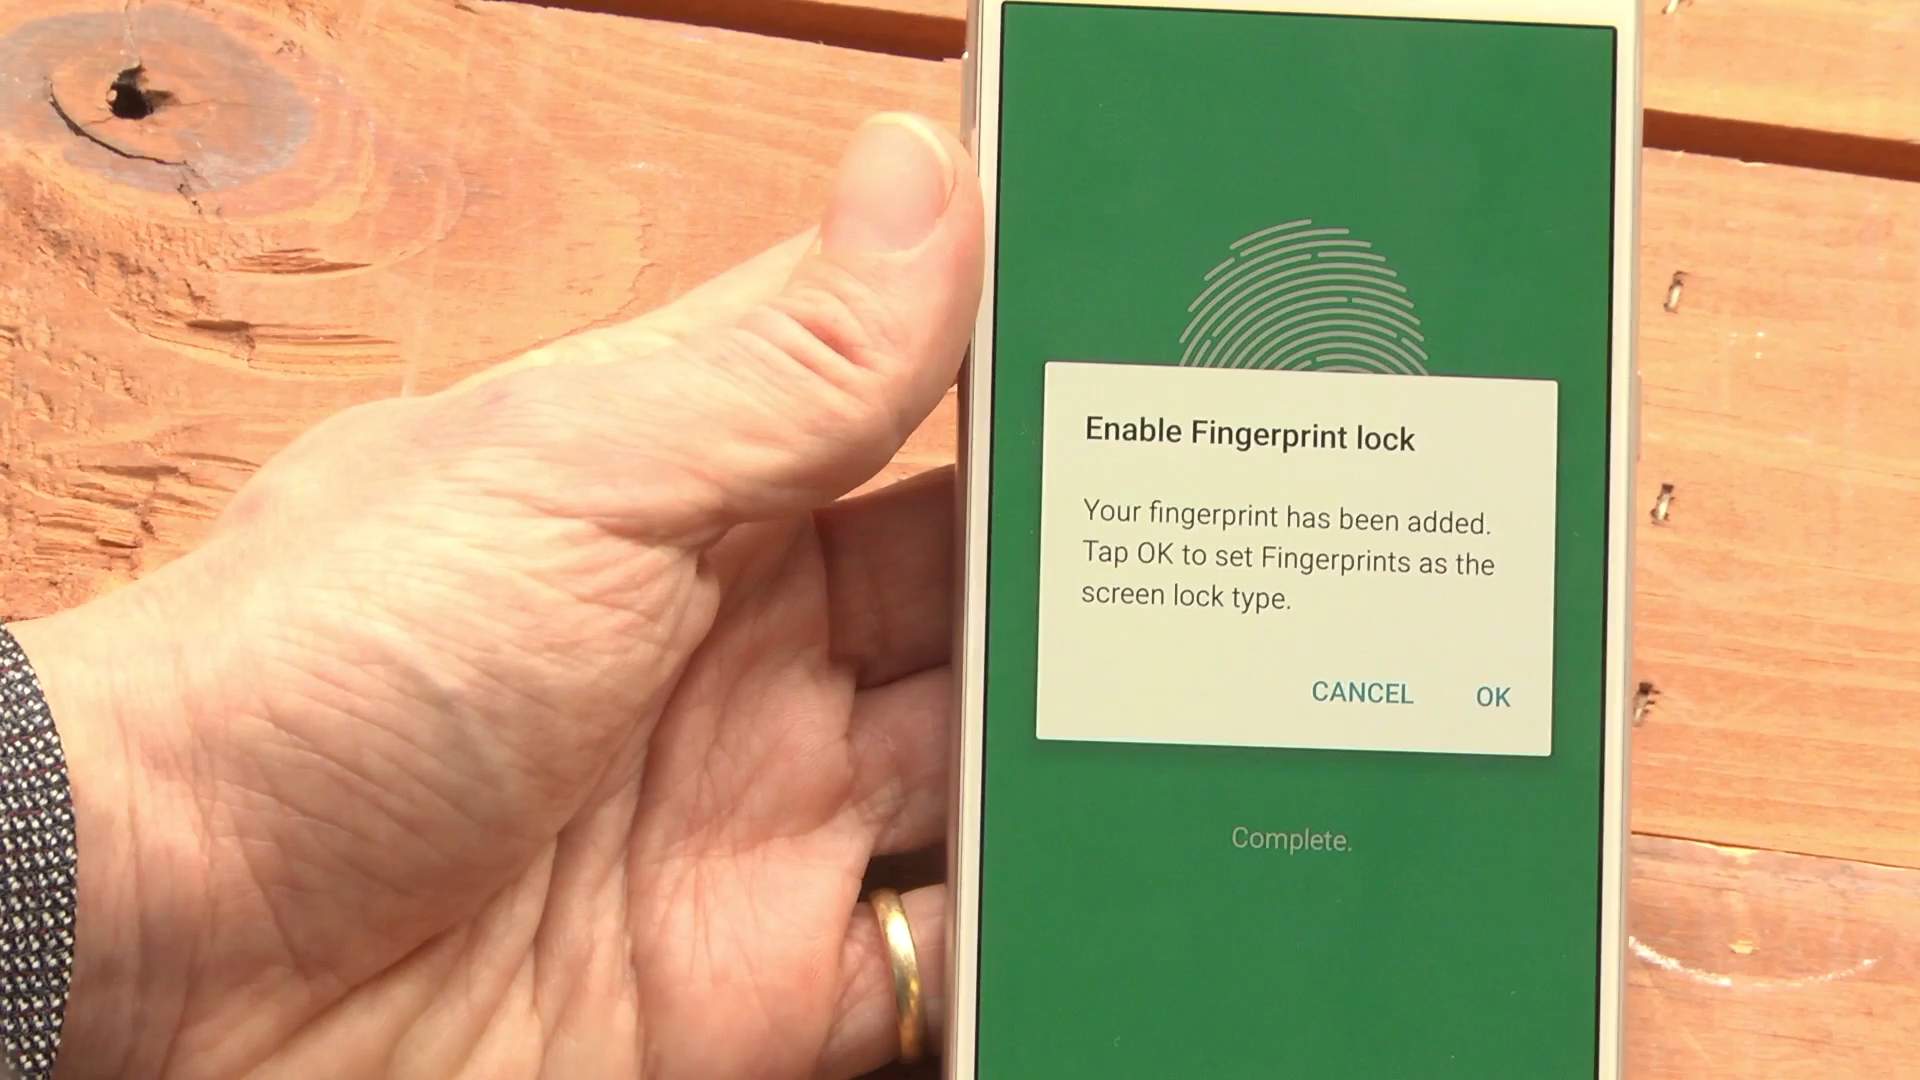 Enable Fingerprint lock
Your fingerprint has been added.
Tap OK to set Fingerprints as the
screen lock type.
CANCEL OK
Complete.